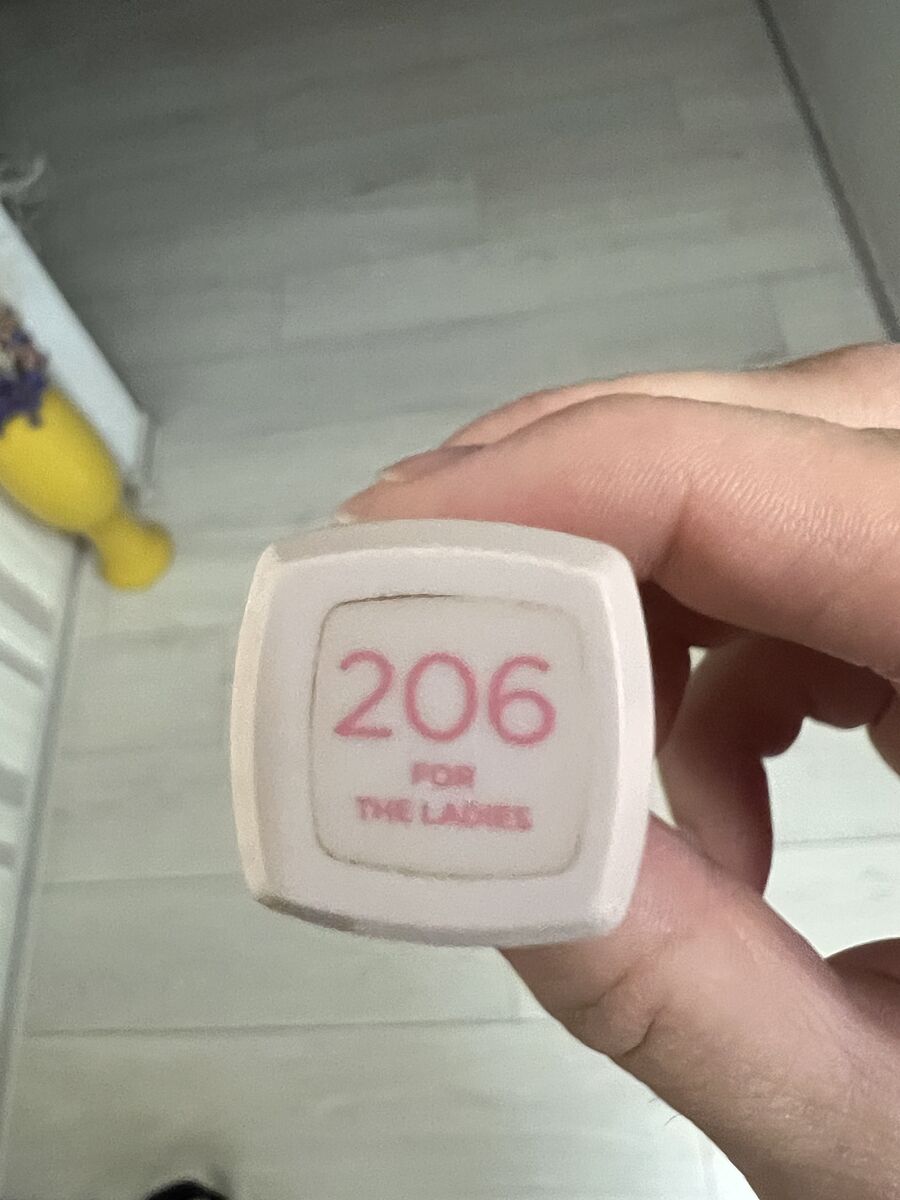 206
FOR
THE LADIES